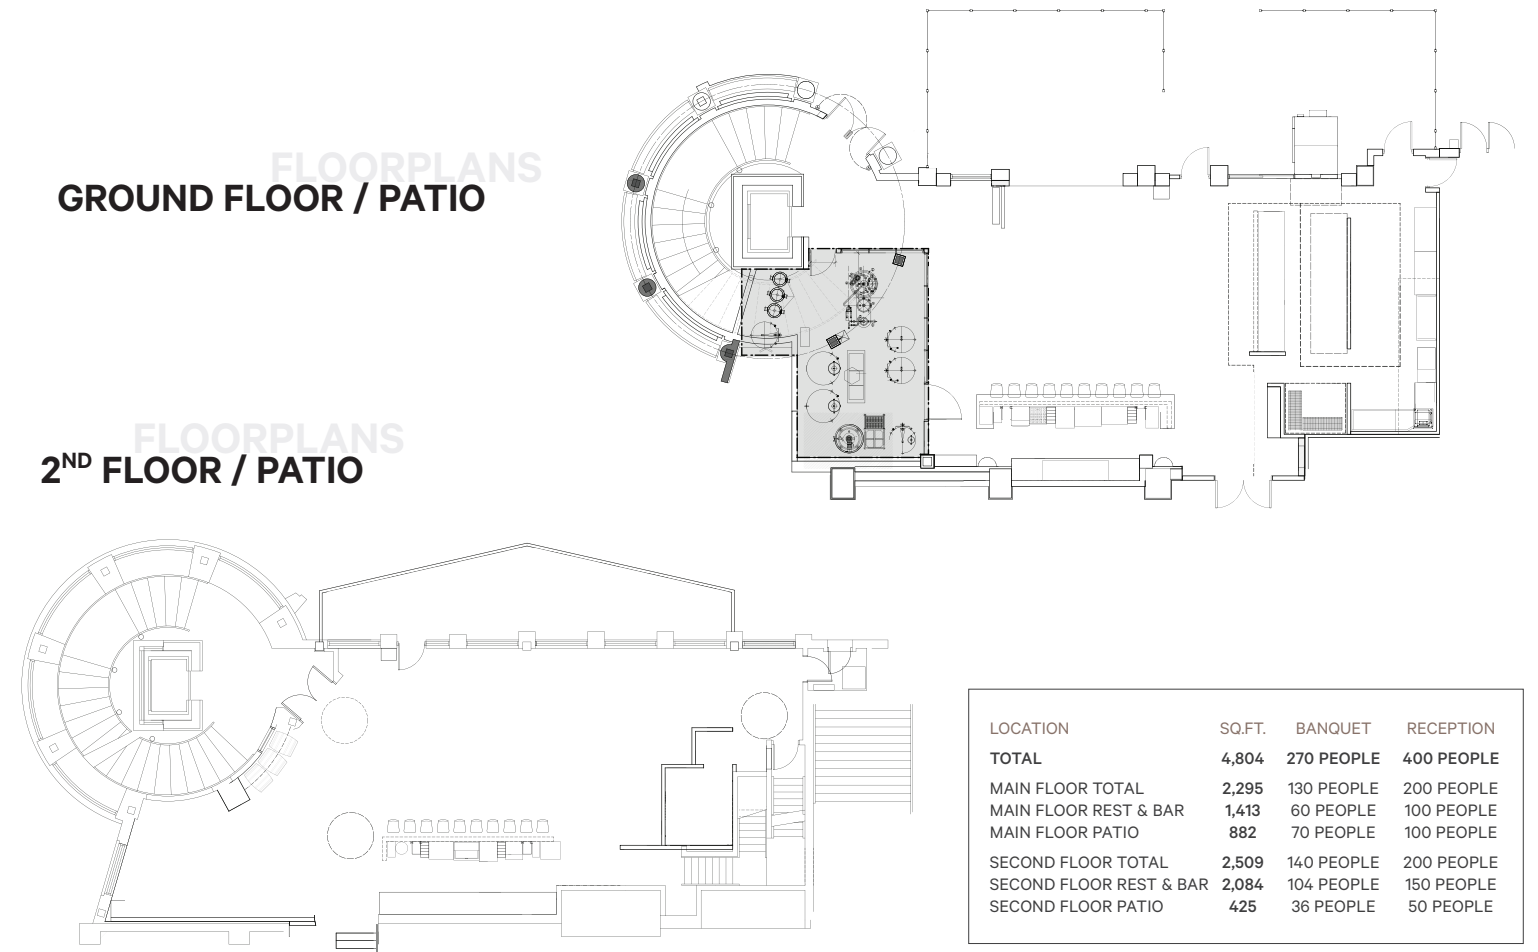 FLOORPLANS
GROUND FLOOR / PATIO
FLOORPLANS
2ND FLOOR / PATIO
LOCATION SQ.FT. BANQUET RECEPTION
TOTAL 4,804 270 PEOPLE 400 PEOPLE
MAIN FLOOR TOTAL 2,295 130 PEOPLE 200 PEOPLE
MAIN FLOOR REST & BAR 1,413 60 PEOPLE 100 PEOPLE
MAIN FLOOR PATIO 882 70 PEOPLE 100 PEOPLE
SECOND FLOOR TOTAL 2,509 140 PEOPLE 200 PEOPLE
SECOND FLOOR REST & BAR 2,084 104 PEOPLE 150 PEOPLE
SECOND FLOOR PATIO 425 36 PEOPLE 50 PEOPLE